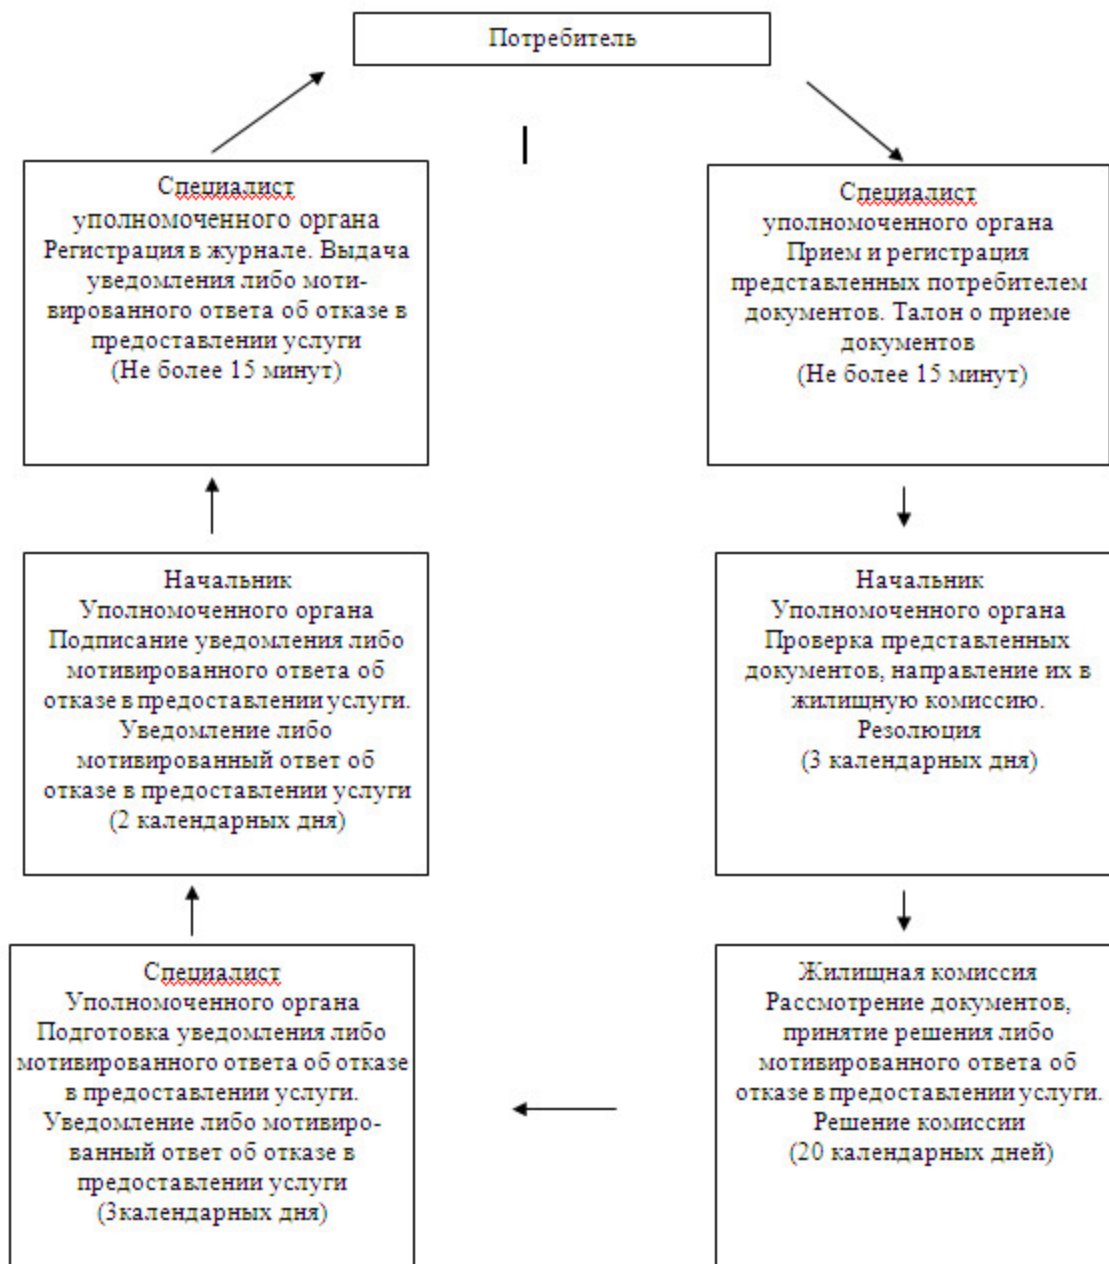 Потребитель
Специалист
уполномоченного органа
Регистрация в журнале. Выдача
уведомления либо моти-
вированного ответа об отказе в
предоставлении услуги
(Не более 15 минут)
Специалист
уполномоченного органа
Прием и регистрация
представленных потребителем
документов. Талон о приеме
документов
(Не более 15 минут)
Начальник
Уполномоченного органа
Подписание уведомления либо
мотивированного ответа об
отказе в предоставлении услуги.
Уведомление либо
мотивированный ответ об
отказе в предоставлении услуги
(2 календарных дня)
Начальник
Уполномоченного органа
Проверка представленных
документов, направление их в
жилищную комиссию.
Резолюция
(3 календарных дня)
Специалист
Уполномоченного органа
Подготовка уведомления либо
мотивированного ответа об отказе
в предоставлении услуги.
Уведомление либо мотивиро-
ванный ответ об отказе в
предоставлении услуги
(3календарных дня)
Жилищная комиссия
Рассмотрение документов,
принятие решения либо
мотивированного ответа об
отказе в предоставлении услуги.
Решение комиссии
(20 календарных дней)